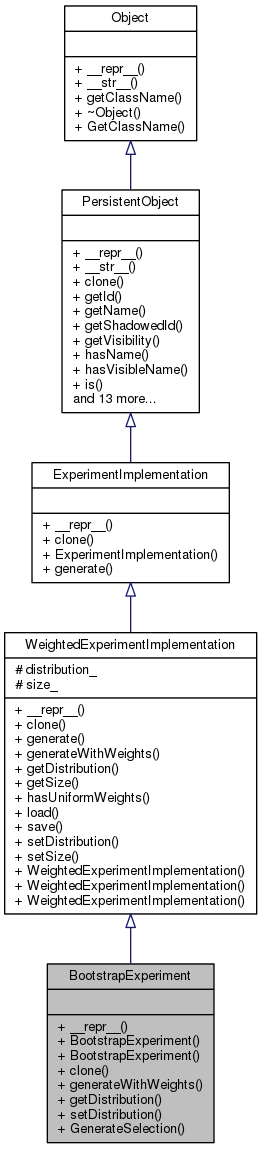 Object
+ __repr__()
+ __str__()
+ getClassName()
+ ~Object()
+ GetClassName()
PersistentObject
+ __repr__()
+ __str__()
+ clone()
+ getId()
+ getName()
+ getShadowedId()
+ getVisibility()
+ hasName()
+ hasVisibleName()
+ is()
and 13 more...
ExperimentImplementation
+ __repr__()
+ clone()
+ ExperimentImplementation()
+ generate()
WeightedExperimentImplementation
# distribution_
# size_
+ __repr__()
+ clone()
+ generate()
+ generateWithWeights()
+ getDistribution()
+ getSize()
+ hasUniformWeights()
+ load()
+ save()
+ setDistribution()
+ setSize()
+ WeightedExperimentImplementation()
+ WeightedExperimentImplementation()
+ WeightedExperimentImplementation()
BootstrapExperiment
+ __repr__()
+ BootstrapExperiment()
+ BootstrapExperiment()
+ clone()
+ generateWithWeights()
+ getDistribution()
+ setDistribution()
+ GenerateSelection()